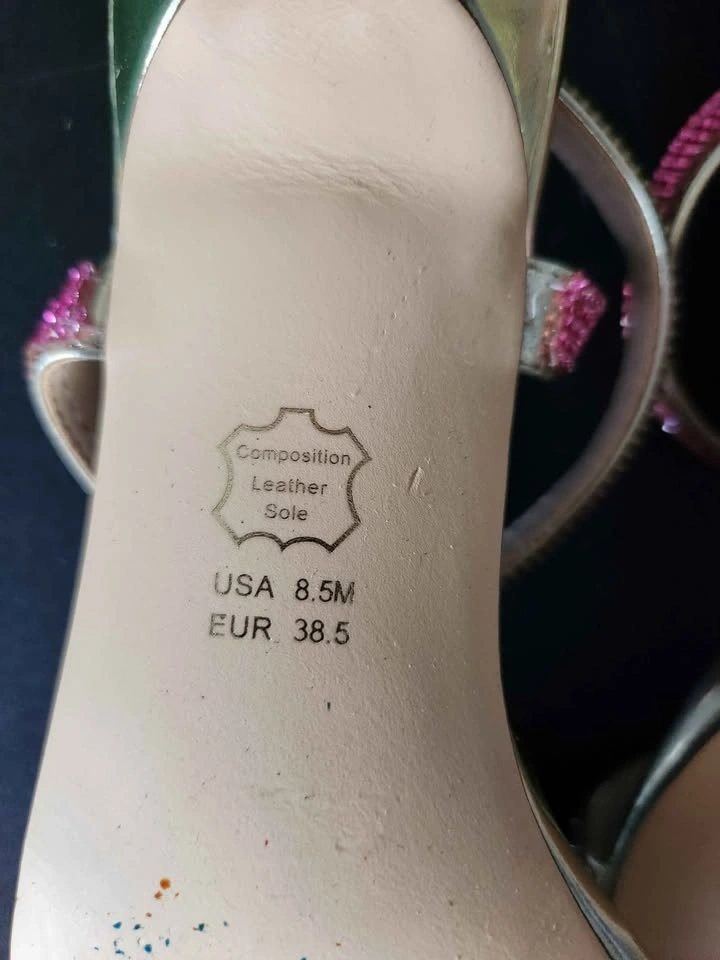 Composition
Leather
Sole
USA 8.5M
EUR 38.5